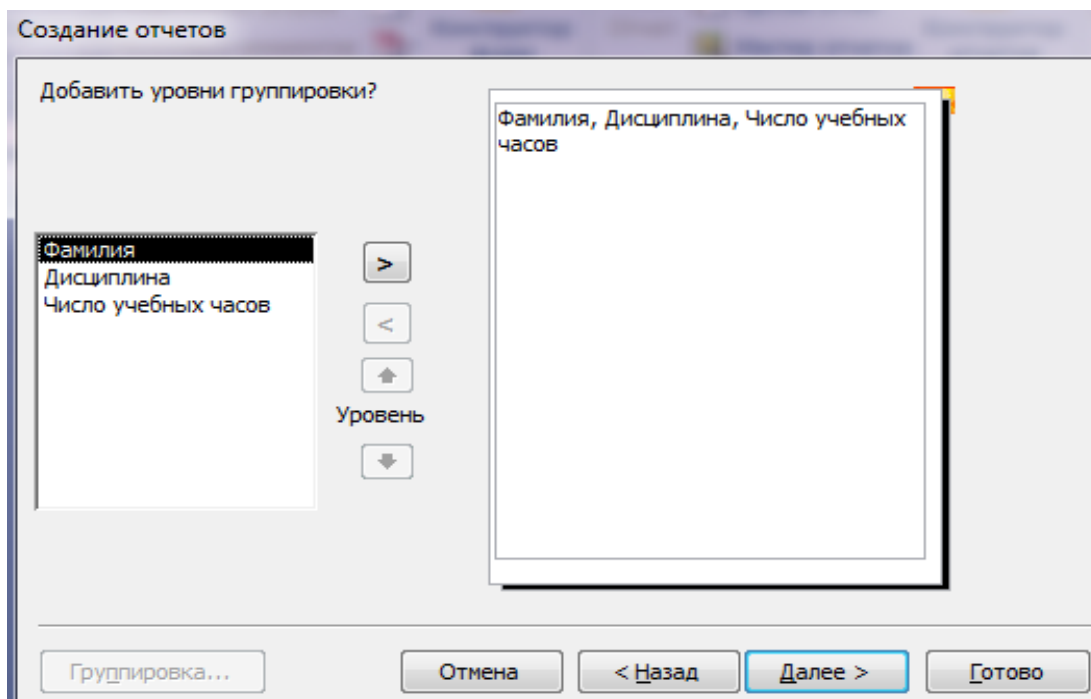 Создание отчетов
Добавить уровни группировки?
Фамилия, Дисциплина, Число учебных
часов
Фамилия
Дисциплина
Число учебных часов
>
<
Уровень
Группировка...
Отмена
< Назад
Далее >
Готово